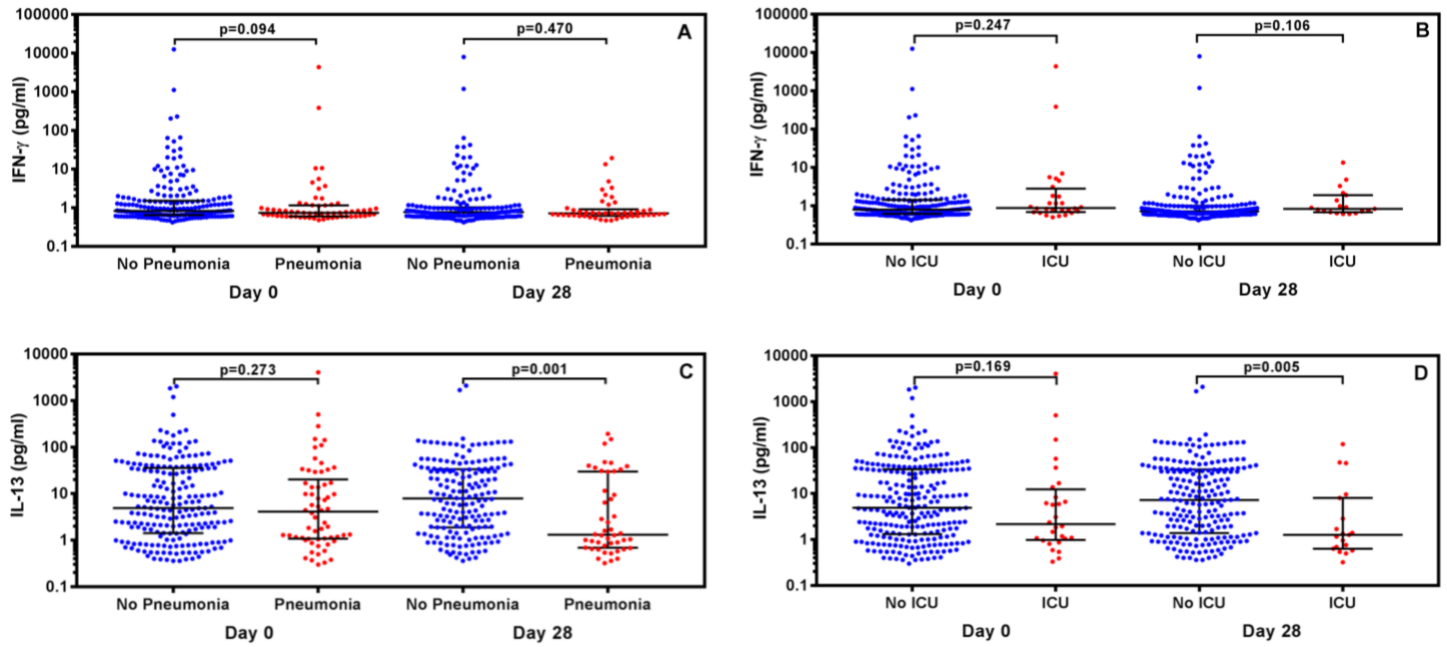 A
IFN-γ (pg/ml)
100000
10000
1000
100
10
1
0.1
p=0.094
p=0.470
No Pneumonia
Pneumonia
No Pneumonia
Pneumonia
Day 0
Day 28
B
IFN-γ (pg/ml)
100000
10000
1000
100
10
1
0.1
p=0.247
p=0.106
No ICU
ICU
No ICU
ICU
Day 0
Day 28
C
IL-13 (pg/ml)
10000
1000
100
10
1
0.1
p=0.273
p=0.001
No Pneumonia
Pneumonia
No Pneumonia
Pneumonia
Day 0
Day 28
D
IL-13 (pg/ml)
10000
1000
100
10
1
0.1
p=0.169
p=0.005
No ICU
ICU
No ICU
ICU
Day 0
Day 28